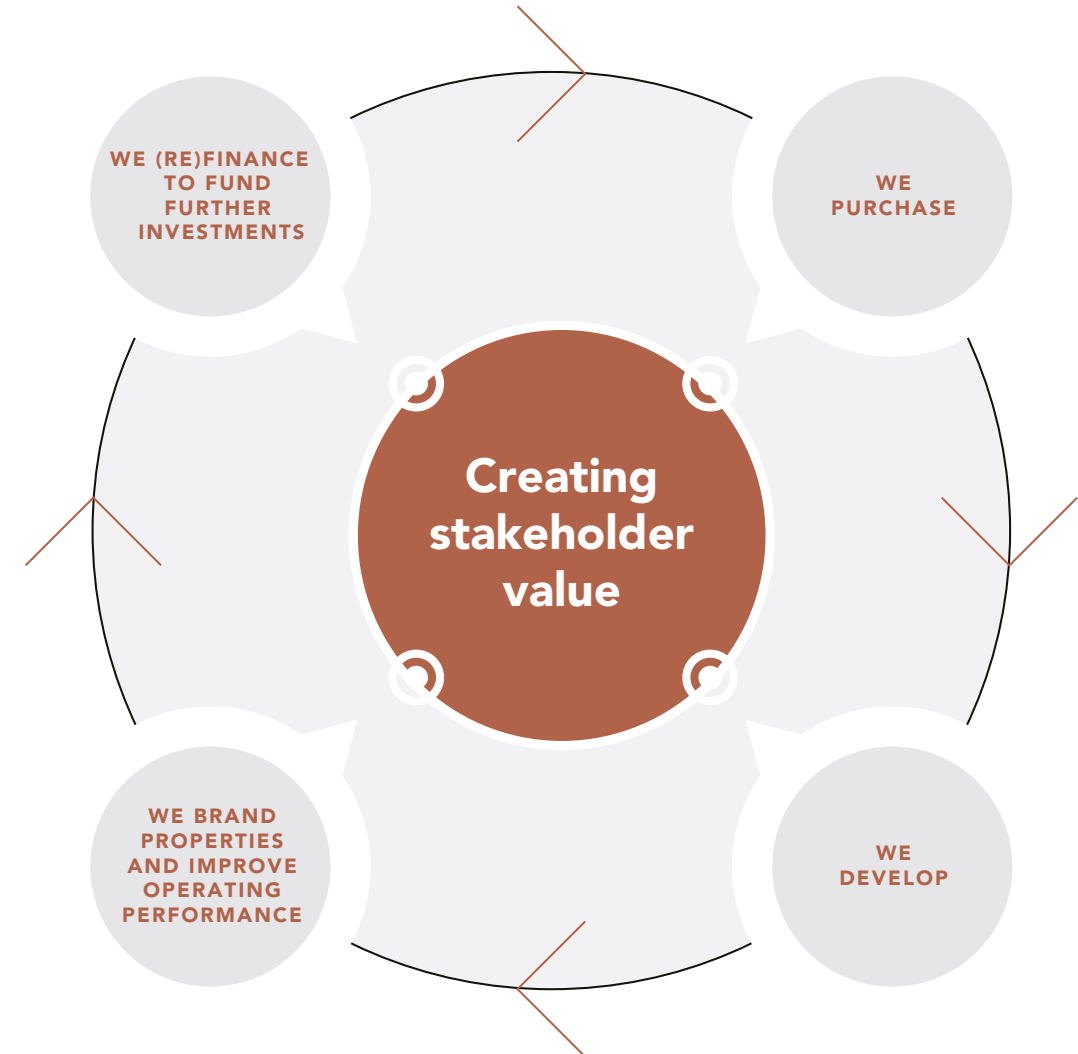 WE (RE)FINANCE
TO FUND
FURTHER
INVESTMENTS
WE
PURCHASE
Creating
stakeholder
value
WE BRAND
PROPERTIES
AND IMPROVE
OPERATING
PERFORMANCE
WE
DEVELOP